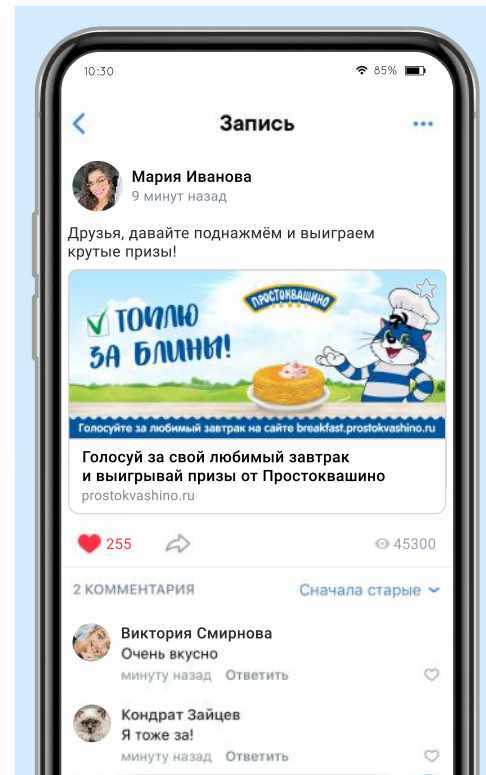 10:30
85%
Запись
Мария Иванова
9 минут назад
Друзья, давайте поднажмём и выиграем
крутые призы!
ПРОСТОКВАШИНО
ТОПЛЮ
ЗА БЛИНЫ!
Голосуйте за любимый завтрак на сайте breakfast.prostokvashino.ru
Голосуй за свой любимый завтрак
и выигрывай призы от Простоквашино
prostokvashino.ru
255
45300
2 КОММЕНТАРИЯ
Сначала старые
Виктория Смирнова
Очень вкусно
минуту назад Ответить
Кондрат Зайцев
Я тоже за!
минуту назад Ответить